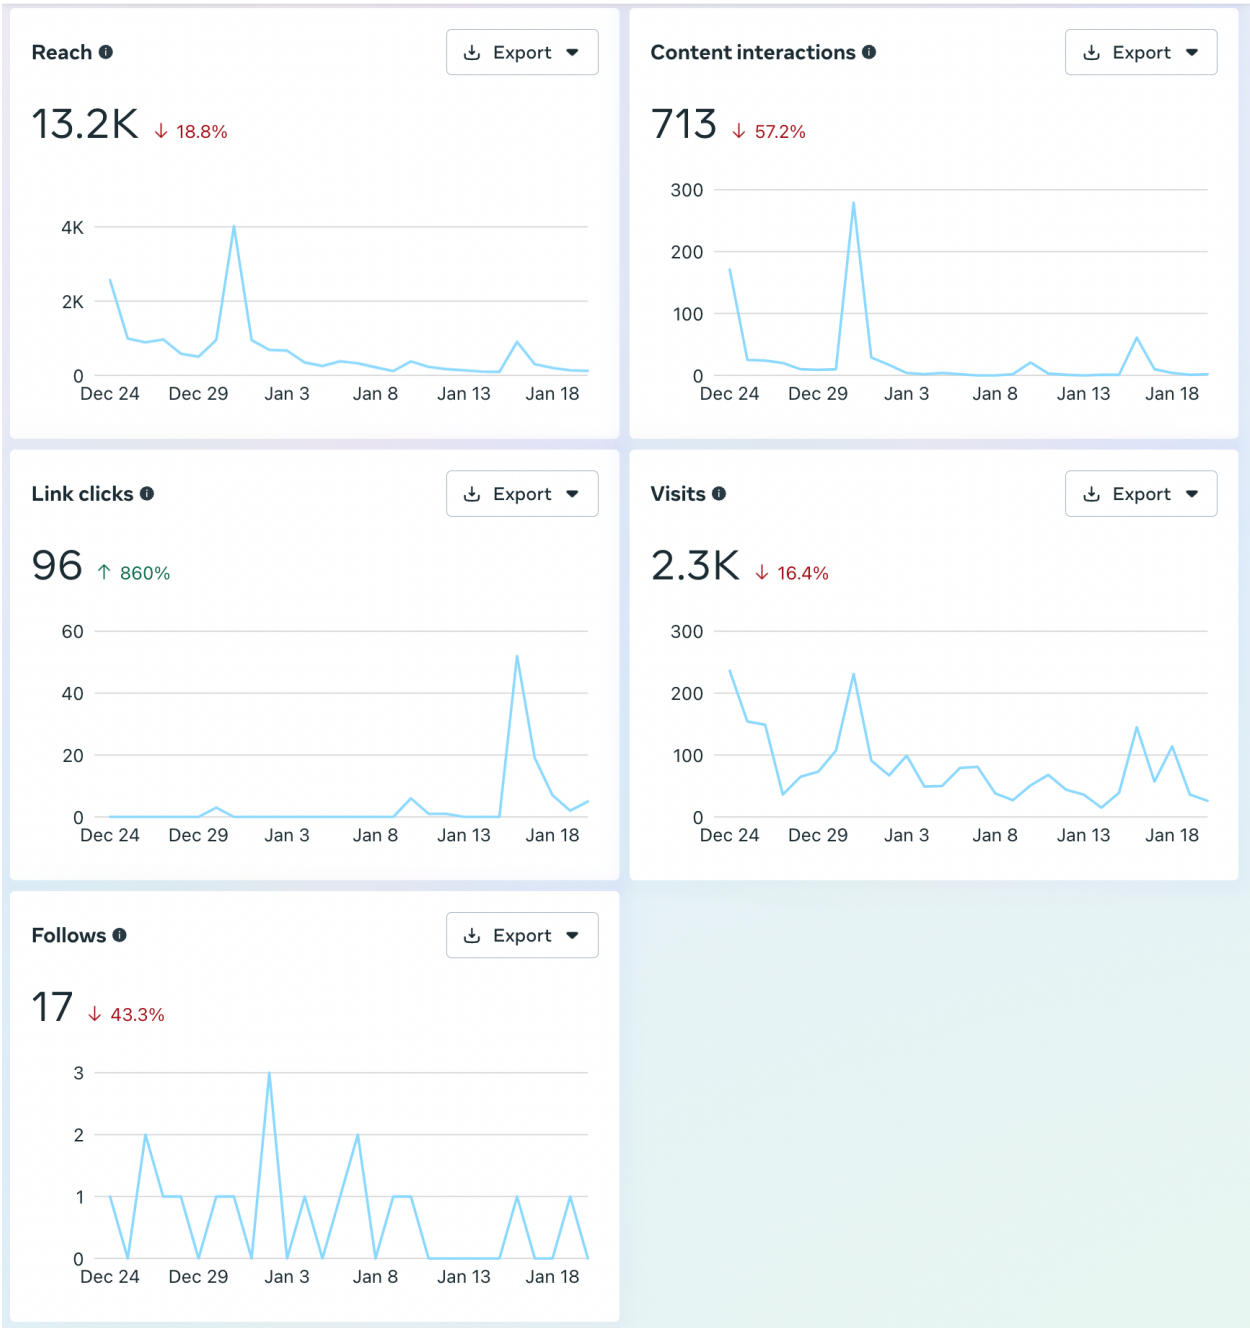 Reach
Export
13.2K 18.8%
4K
2K
0
Dec 24 Dec 29 Jan 3 Jan 8 Jan 13 Jan 18
Content interactions
Export
713 57.2%
300
200
100
0
Dec 24 Dec 29 Jan 3 Jan 8 Jan 13 Jan 18
Link clicks
Export
96 860%
60
40
20
0
Dec 24 Dec 29 Jan 3 Jan 8 Jan 13 Jan 18
Visits
Export
2.3K 16.4%
300
200
100
0
Dec 24 Dec 29 Jan 3 Jan 8 Jan 13 Jan 18
Follows
Export
17 43.3%
3
2
1
0
Dec 24 Dec 29 Jan 3 Jan 8 Jan 13 Jan 18